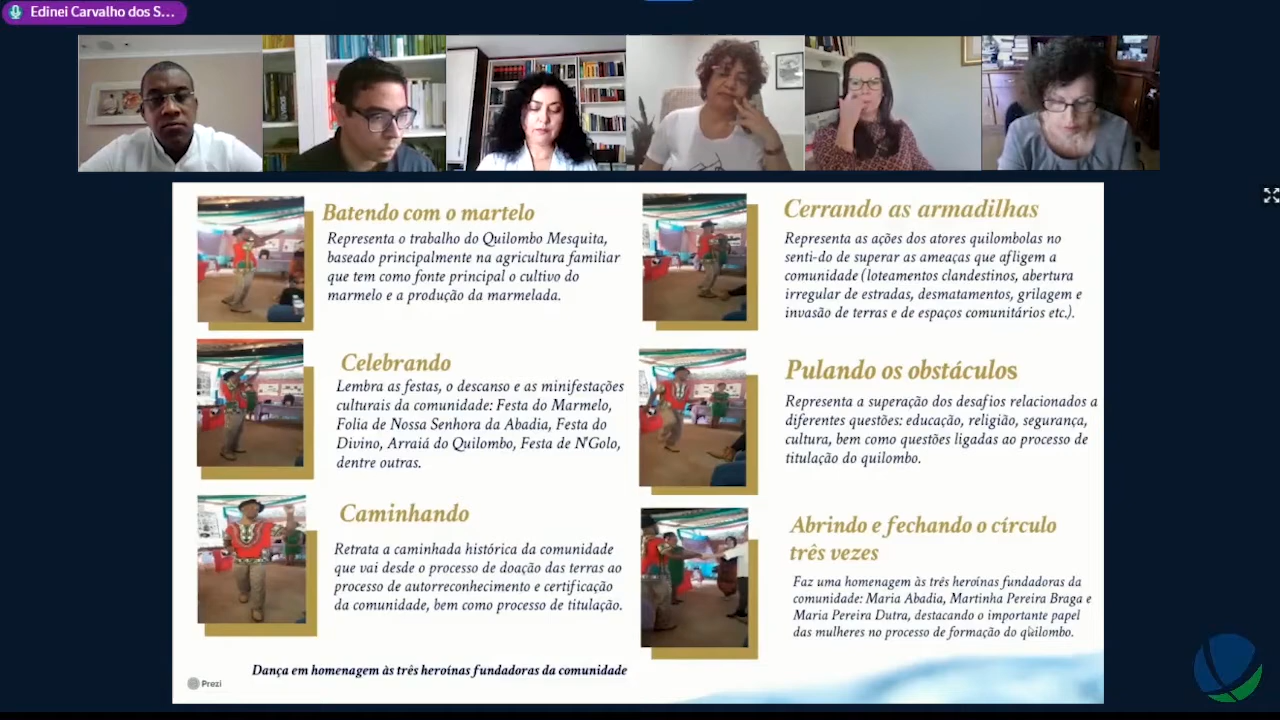 Edinei Carvalho dos S...
Batendo com o martelo
Representa o trabalho do Quilombo Mesquita,
baseado principalmente na agricultura familiar
que tem como fonte principal o cultivo do
marmelo e a produção da marmelada.
Celebrando
Lembra as festas, o descanso e as minifestações
culturais da comunidade: Festa do Marmelo,
Folia de Nossa Senhora da Abadia, Festa do
Divino, Arraiá do Quilombo, Festa de N'Golo,
dentre outras.
Caminhando
Retrata a caminhada histórica da comunidade
que vai desde o processo de doação das terras ao
processo de autorreconhecimento e certificação
da comunidade, bem como processo de titulação.
Cerrando as armadilhas
Representa as ações dos atores quilombolas no
senti-do de superar as ameaças que afligem a
comunidade (loteamentos clandestinos, abertura
irregular de estradas, desmatamentos, grilagem e
invasão de terras e de espaços comunitários etc.).
Pulando os obstáculos
Representa a superação dos desafios relacionados a
diferentes questões: educação, religião, segurança,
cultura, bem como questões ligadas ao processo de
titulação do quilombo.
Abrindo e fechando o círculo
três vezes
Faz uma homenagem às três heroínas fundadoras da
comunidade: Maria Abadia, Martinha Pereira Braga e
Maria Pereira Dutra, destacando o importante papel
das mulheres no processo de formação do quilombo.
Dança em homenagem às três heroínas fundadoras da comunidade
Prezi